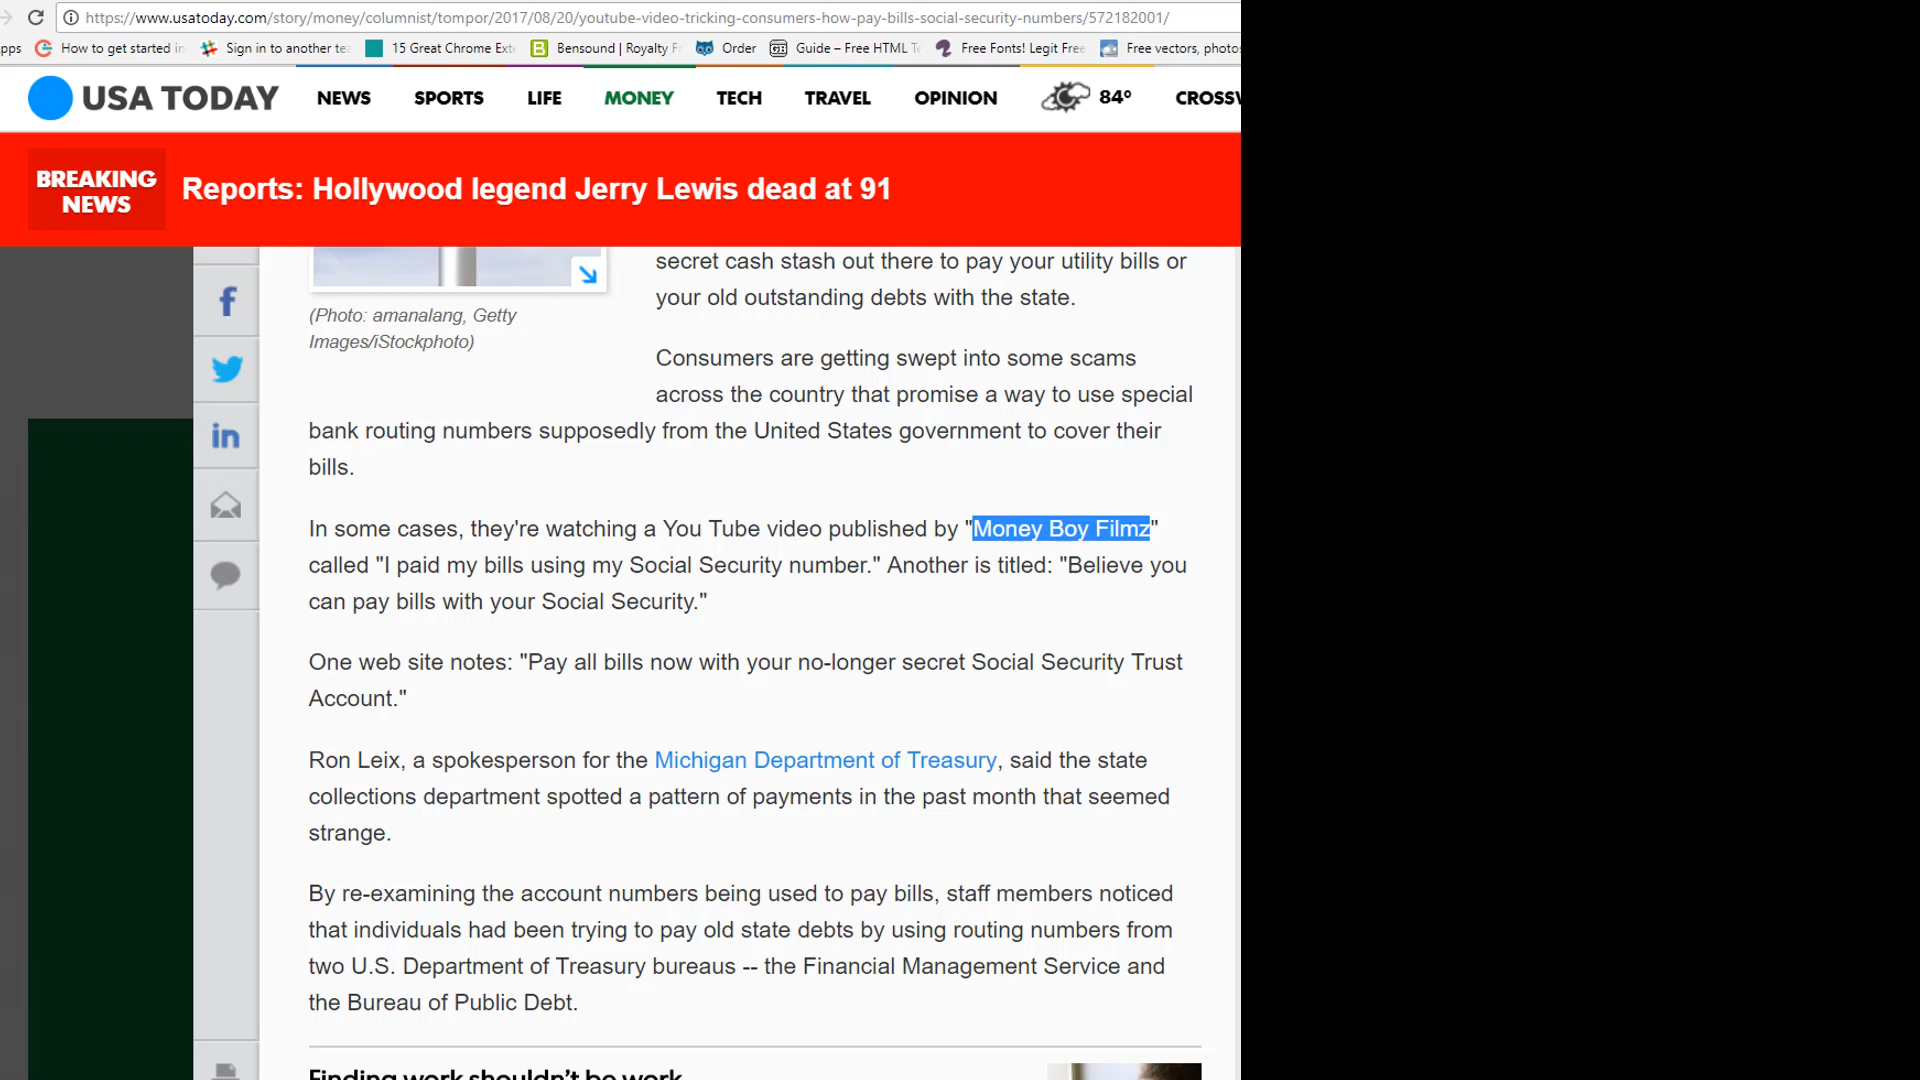 https://www.usatoday.com/story/money/columnist/tompor/2017/08/20/youtube-video-tricking-consumers-how-pay-bills-social-security-numbers/572182001/
pps How to get started in Sign in to another te 15 Great Chrome Ext Bensound | Royalty F Order Guide – Free HTML T Free Fonts! Legit Free Free vectors, photos
USA TODAY NEWS SPORTS LIFE MONEY TECH TRAVEL OPINION 84° CROSSW
BREAKING NEWS
Reports: Hollywood legend Jerry Lewis dead at 91
(Photo: amanalang, Getty
Images/iStockphoto)
secret cash stash out there to pay your utility bills or
your old outstanding debts with the state.
Consumers are getting swept into some scams
across the country that promise a way to use special
bank routing numbers supposedly from the United States government to cover their
bills.
In some cases, they're watching a You Tube video published by "Money Boy Filmz"
called "I paid my bills using my Social Security number." Another is titled: "Believe you
can pay bills with your Social Security."
One web site notes: "Pay all bills now with your no-longer secret Social Security Trust
Account."
Ron Leix, a spokesperson for the Michigan Department of Treasury, said the state
collections department spotted a pattern of payments in the past month that seemed
strange.
By re-examining the account numbers being used to pay bills, staff members noticed
that individuals had been trying to pay old state debts by using routing numbers from
two U.S. Department of Treasury bureaus -- the Financial Management Service and
the Bureau of Public Debt.
Finding work shouldn't be work